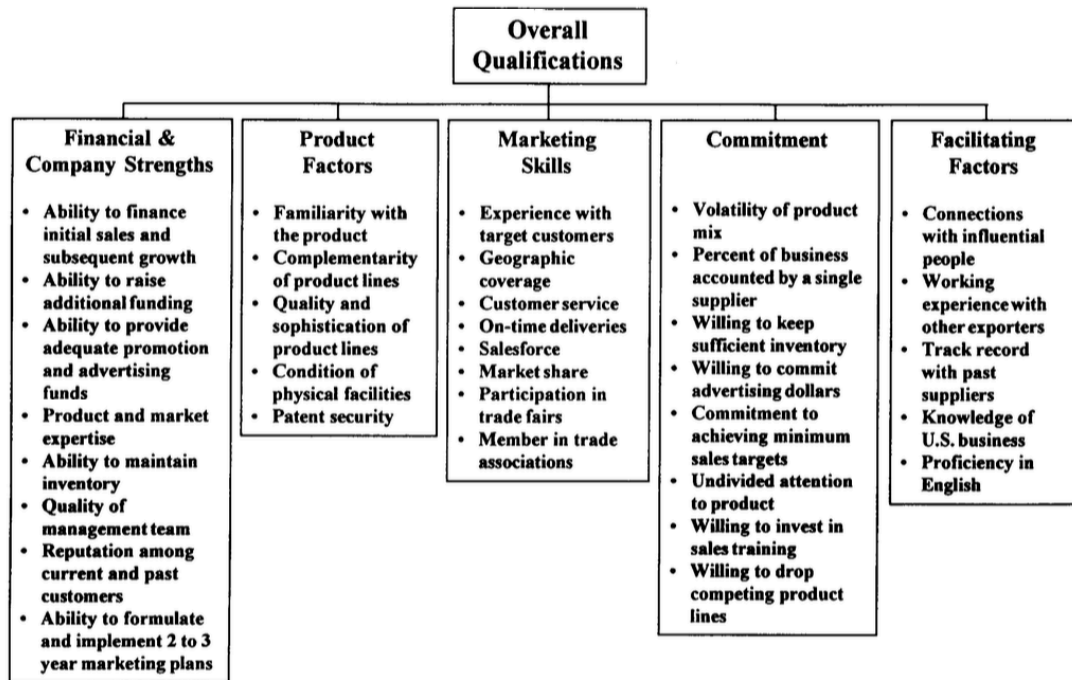 Overall
Qualifications
Financial &
Company Strengths
• Ability to finance
initial sales and
subsequent growth
• Ability to raise
additional funding
• Ability to provide
adequate promotion
and advertising
funds
• Product and market
expertise
• Ability to maintain
inventory
• Quality of
management team
• Reputation among
current and past
customers
• Ability to formulate
and implement 2 to 3
year marketing plans
Product
Factors
• Familiarity with
the product
• Complementarity
of product lines
• Quality and
sophistication of
product lines
• Condition of
physical facilities
• Patent security
Marketing
Skills
• Experience with
target customers
• Geographic
coverage
• Customer service
• On-time deliveries
• Salesforce
• Market share
• Participation in
trade fairs
• Member in trade
associations
Commitment
• Volatility of product
mix
• Percent of business
accounted by a single
supplier
• Willing to keep
sufficient inventory
• Willing to commit
advertising dollars
• Commitment to
achieving minimum
sales targets
• Undivided attention
to product
• Willing to invest in
sales training
• Willing to drop
competing product
lines
Facilitating
Factors
• Connections
with influential
people
• Working
experience with
other exporters
• Track record
with past
suppliers
• Knowledge of
U.S. business
• Proficiency in
English